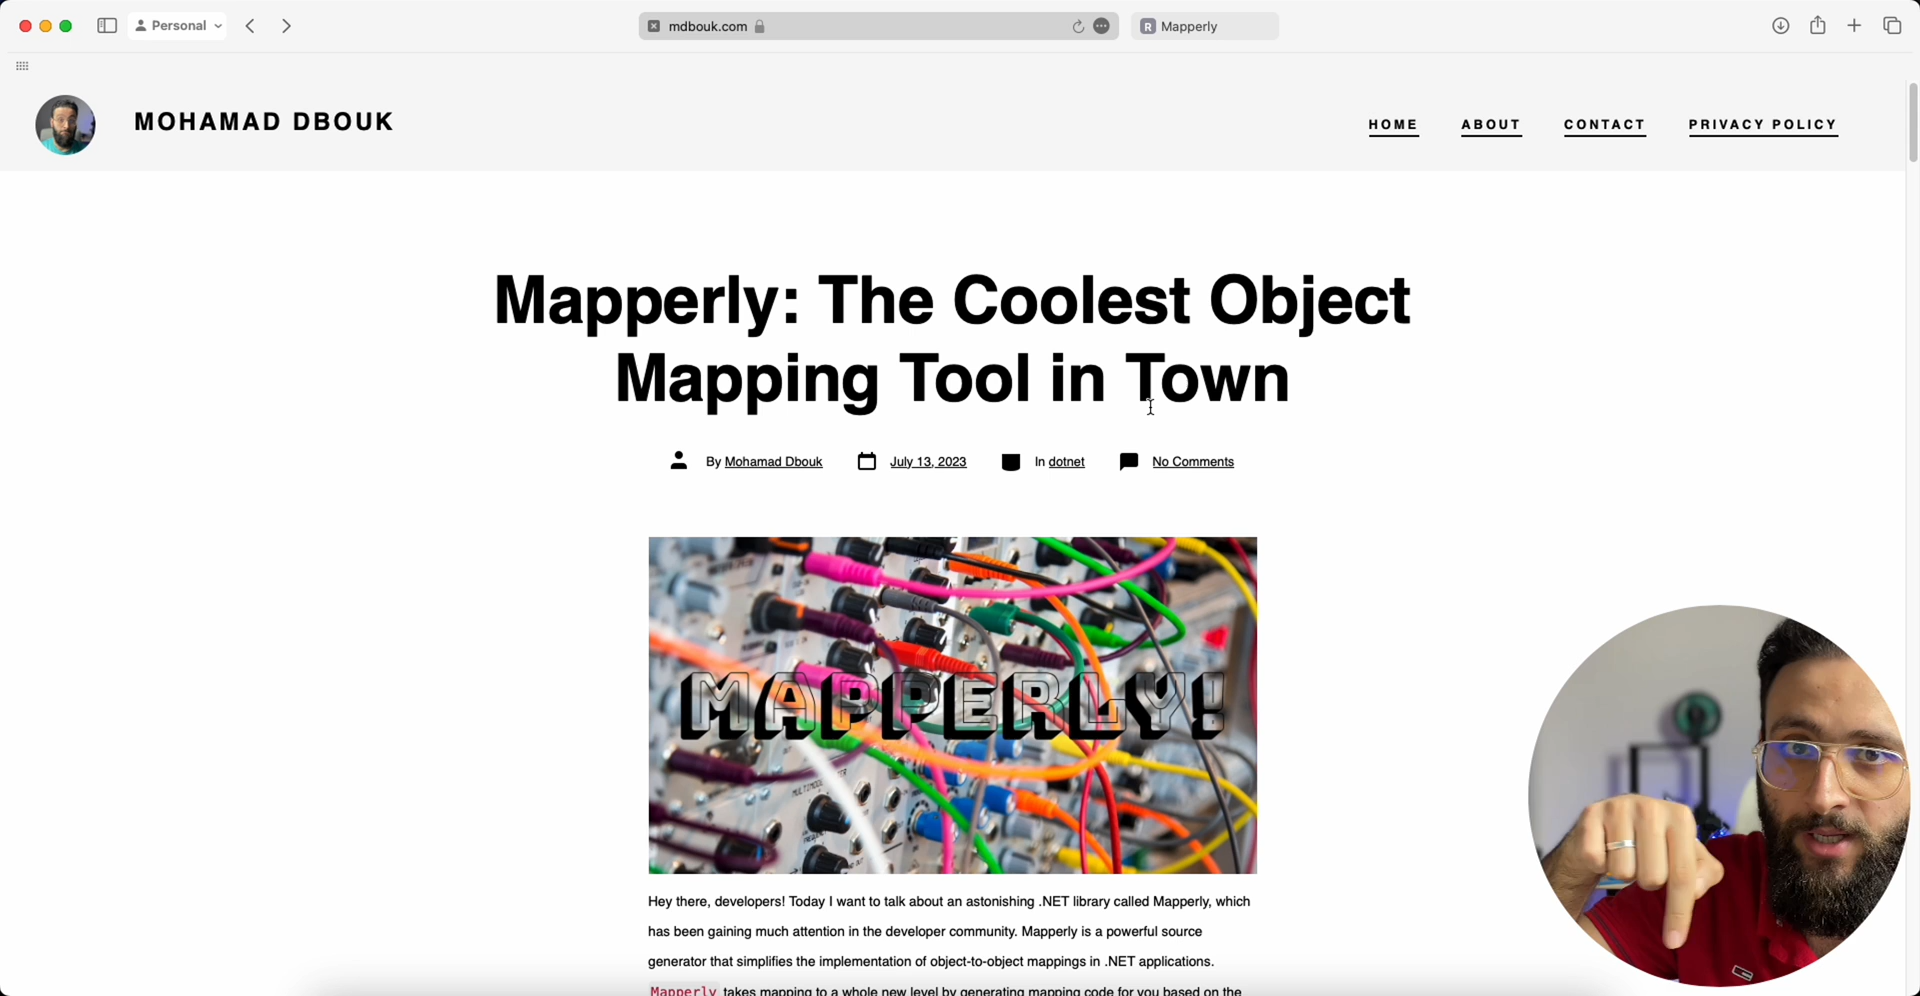 Personal
mdbouk.com
R Mapperly
MOHAMAD DBOUK
HOME ABOUT CONTACT PRIVACY POLICY
Mapperly: The Coolest Object
Mapping Tool in Town
By Mohamad Dbouk July 13, 2023 In dotnet No Comments
MAPPERLY!
Hey there, developers! Today I want to talk about an astonishing .NET library called Mapperly, which
has been gaining much attention in the developer community. Mapperly is a powerful source
generator that simplifies the implementation of object-to-object mappings in .NET applications.
Mapperly takes mapping to a whole new level by generating mapping code for you based on the